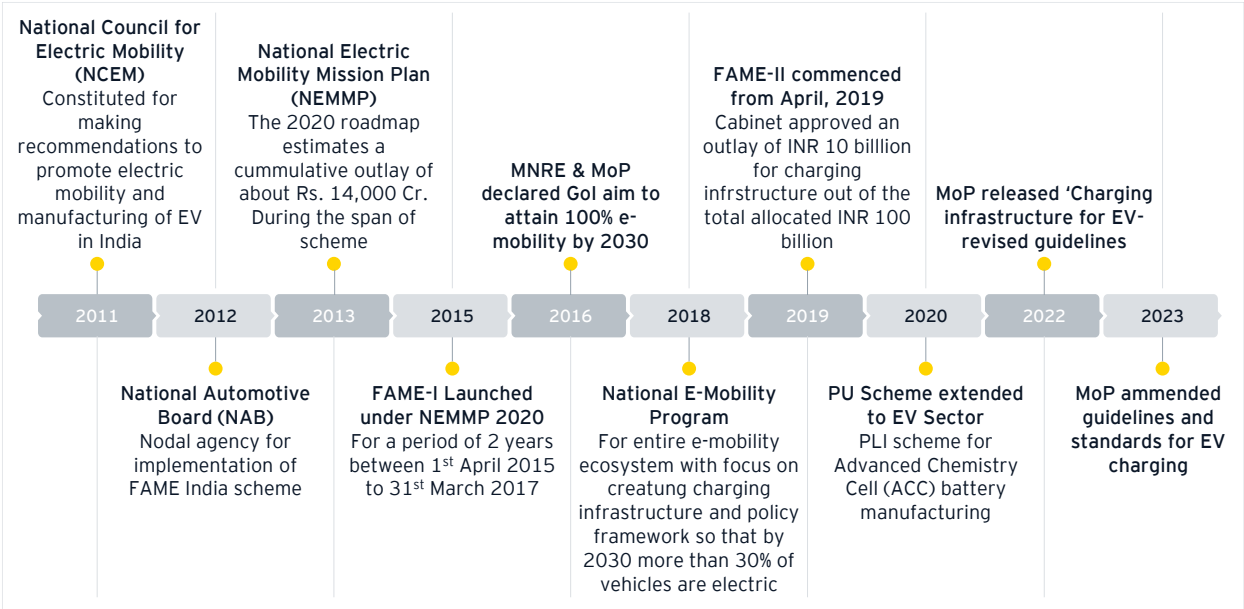 National Council for
Electric Mobility
(NCEM)
Constituted for
making
recommendations to
promote electric
mobility and
manufacturing of EV
in India
National Electric
Mobility Mission Plan
(NEMMP)
The 2020 roadmap
estimates a
cummulative outlay of
about Rs. 14,000 Cr.
During the span of
scheme
MNRE & MoP
declared GoI aim to
attain 100% e-
mobility by 2030
FAME-II commenced
from April, 2019
Cabinet approved an
outlay of INR 10 billlion
for charging
infrstructure out of the
total allocated INR 100
billion
MoP released ‘Charging
infrastructure for EV-
revised guidelines
2011
2012
2013
2015
2016
2018
2019
2020
2022
2023
National Automotive
Board (NAB)
Nodal agency for
implementation of
FAME India scheme
FAME-I Launched
under NEMMP 2020
For a period of 2 years
between 1st April 2015
to 31st March 2017
National E-Mobility
Program
For entire e-mobility
ecosystem with focus on
creatung charging
infrastructure and policy
framework so that by
2030 more than 30% of
vehicles are electric
PU Scheme extended
to EV Sector
PLI scheme for
Advanced Chemistry
Cell (ACC) battery
manufacturing
MoP ammended
guidelines and
standards for EV
charging